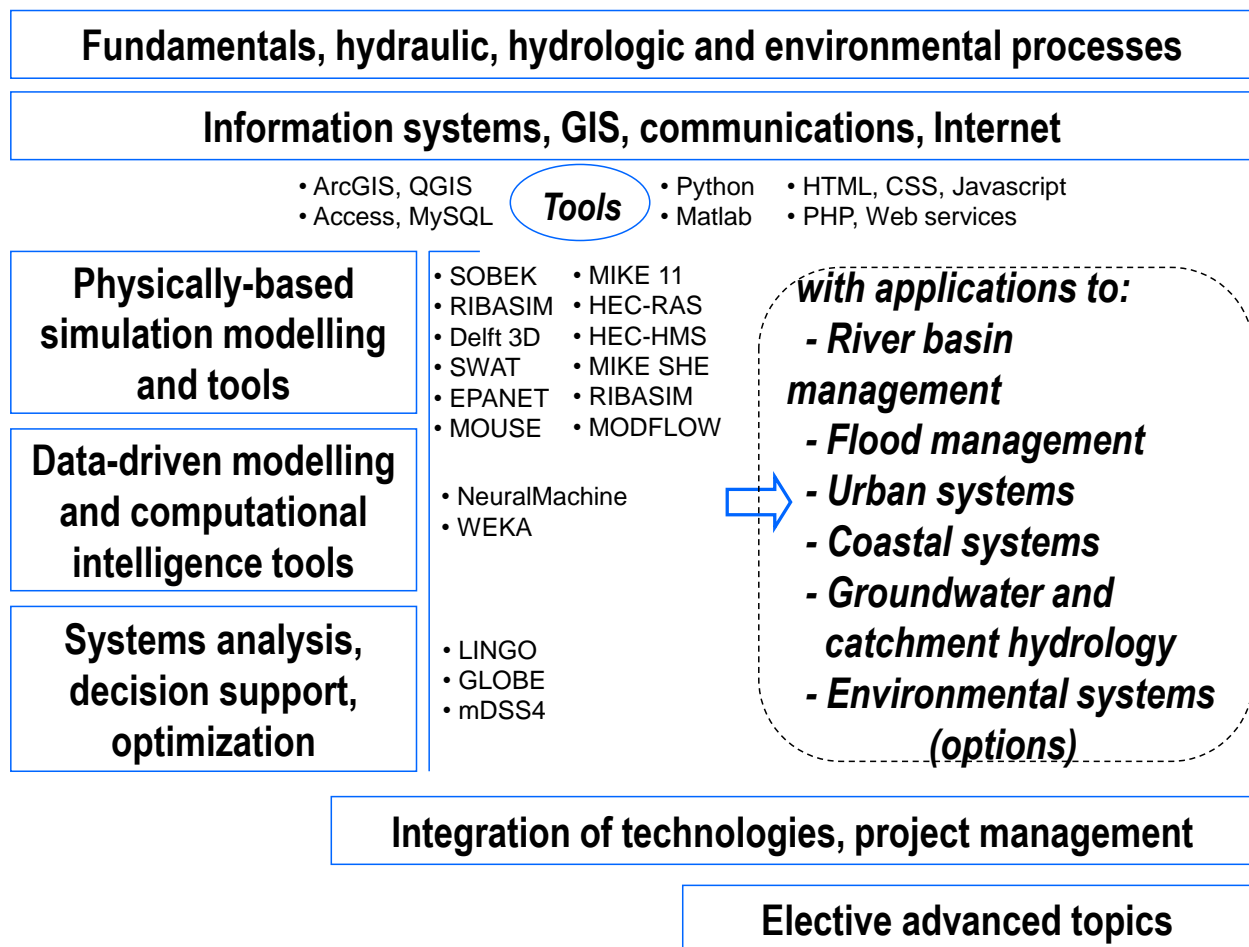 Fundamentals, hydraulic, hydrologic and environmental processes
Information systems, GIS, communications, Internet
• ArcGIS, QGIS
• Access, MySQL
Tools
• Python
• Matlab
• HTML, CSS, Javascript
• PHP, Web services
Physically-based
simulation modelling
and tools
• SOBEK
• RIBASIM
• Delft 3D
• SWAT
• EPANET
• MOUSE
• MIKE 11
• HEC-RAS
• HEC-HMS
• MIKE SHE
• RIBASIM
• MODFLOW
Data-driven modelling
and computational
intelligence tools
• NeuralMachine
• WEKA
Systems analysis,
decision support,
optimization
• LINGO
• GLOBE
• mDSS4
with applications to:
- River basin
management
- Flood management
- Urban systems
- Coastal systems
- Groundwater and
catchment hydrology
- Environmental systems
(options)
Integration of technologies, project management
Elective advanced topics